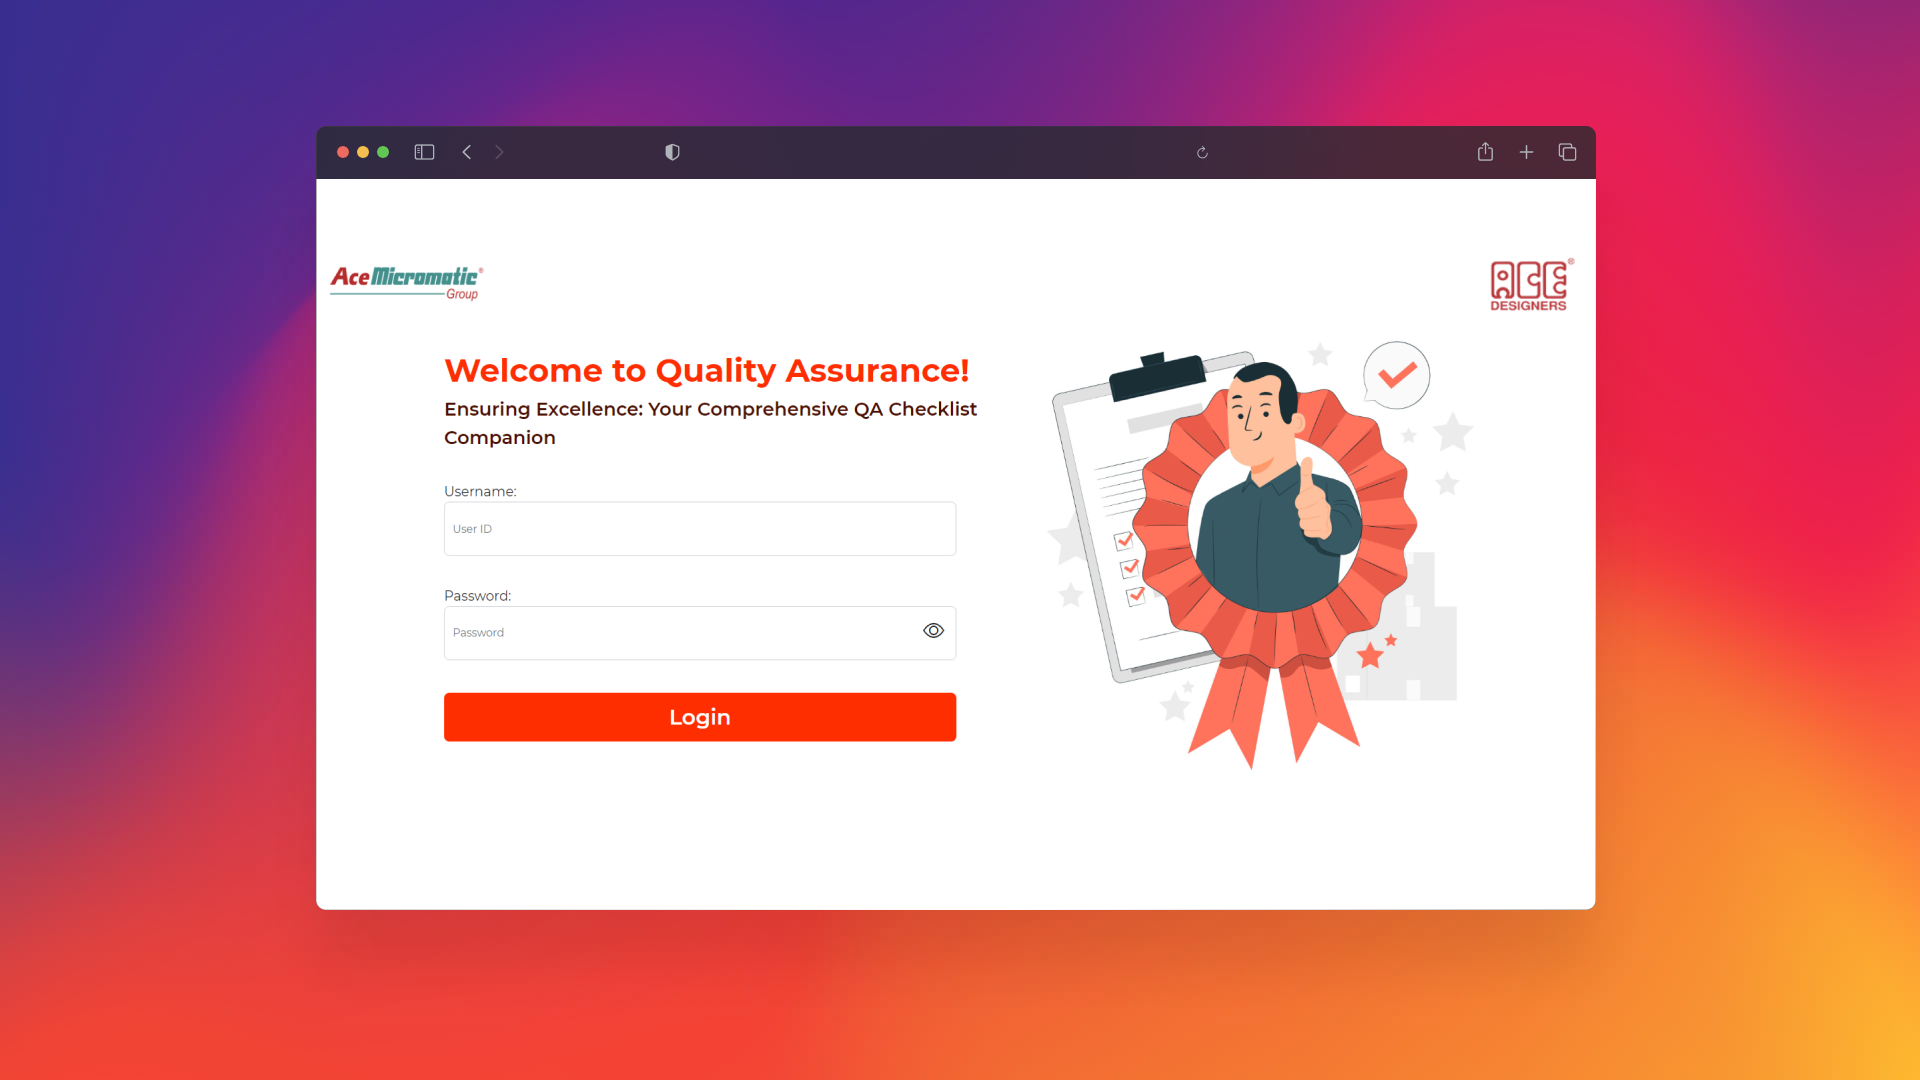 AceMicromatic®
Group
ACE®
DESIGNERS
Welcome to Quality Assurance!
Ensuring Excellence: Your Comprehensive QA Checklist
Companion
Username:
User ID
Password:
Password
Login